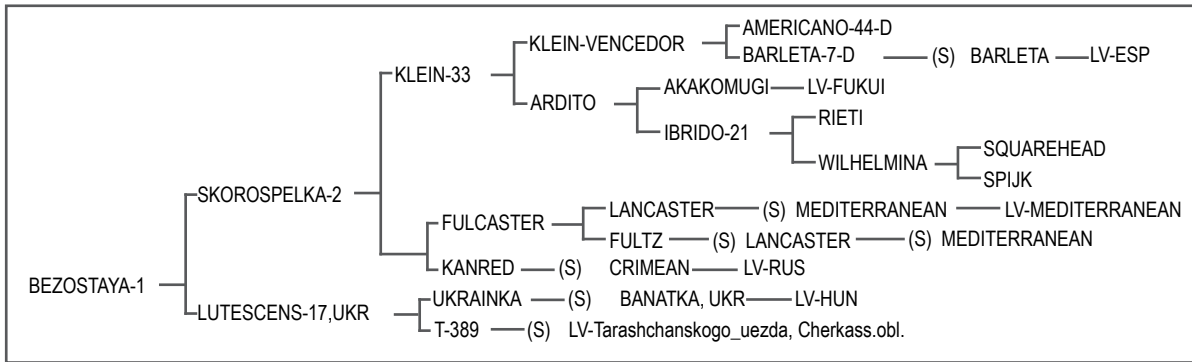 AMERICANO-44-D
KLEIN-VENCEDOR
BARLETA-7-D (S) BARLETA LV-ESP
KLEIN-33
AKAKOMUGI LV-FUKUI
ARDITO
RIETI
IBRIDO-21
SQUAREHEAD
WILHELMINA
SPIJK
SKOROSPELKA-2
LANCASTER (S) MEDITERRANEAN LV-MEDITERRANEAN
FULCASTER
FULTZ (S) LANCASTER (S) MEDITERRANEAN
KANRED (S) CRIMEAN LV-RUS
BEZOSTAYA-1
UKRAINKA (S) BANATKA, UKR LV-HUN
LUTESCENS-17,UKR
T-389 (S) LV-Tarashchanskogo_uezda, Cherkass.obl.